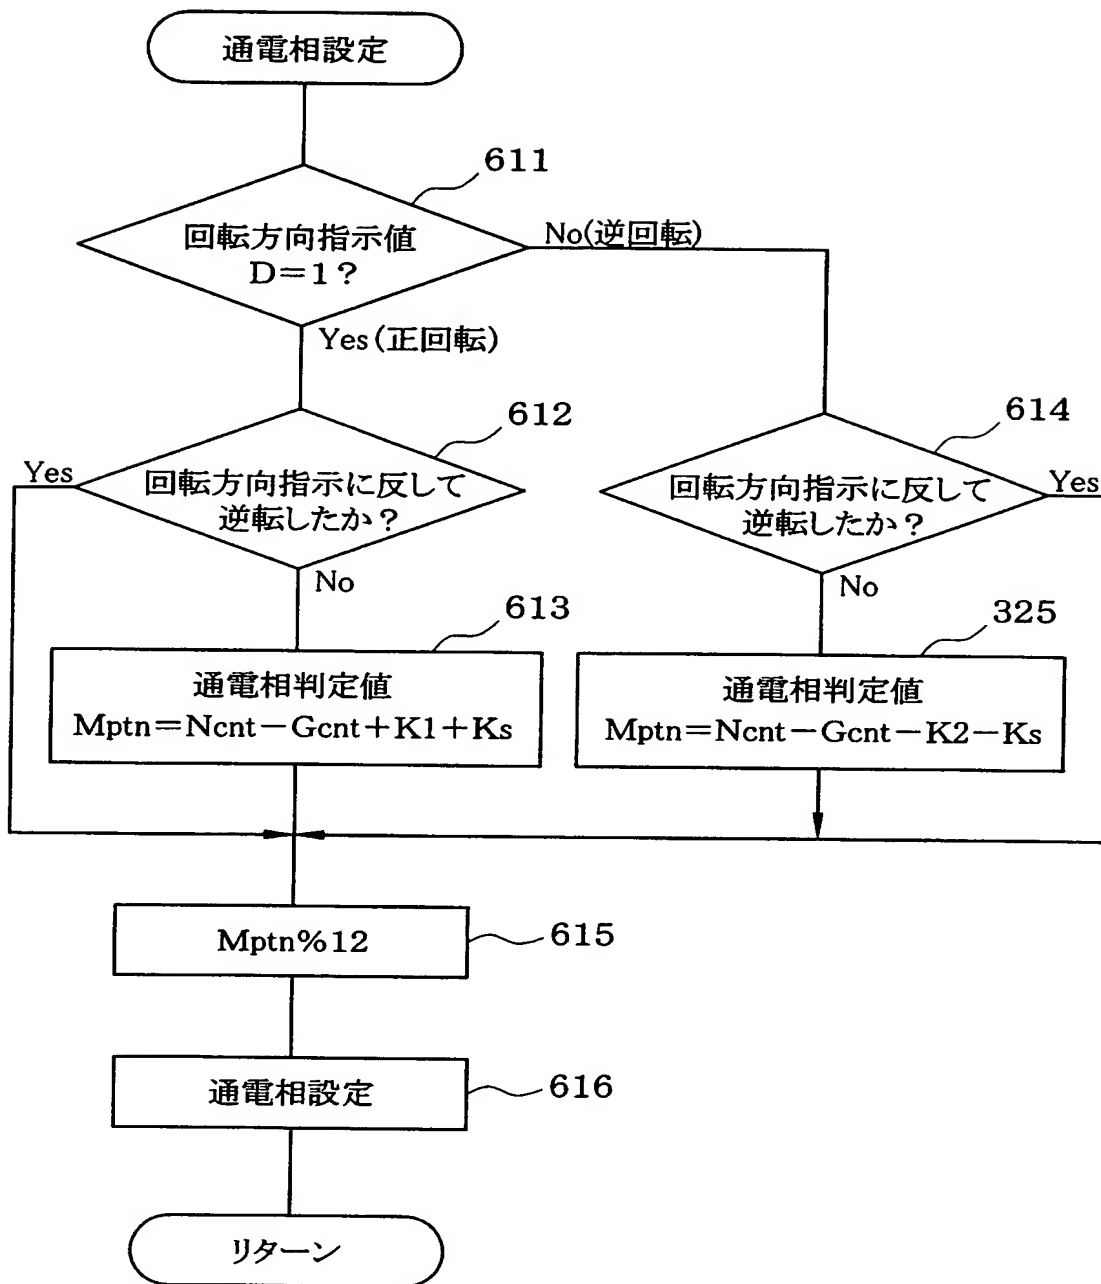 通電相設定
611
回転方向指示値
D=1?
No(逆回転)
Yes(正回転)
612
Yes
回転方向指示に反して
逆転したか?
No
614
回転方向指示に反して
逆転したか?
Yes
No
613
通電相判定値
Mptn=Ncnt-Gcnt+K1+Ks
325
通電相判定値
Mptn=Ncnt-Gcnt-K2-Ks
Mptn%12
615
通電相設定
616
リターン